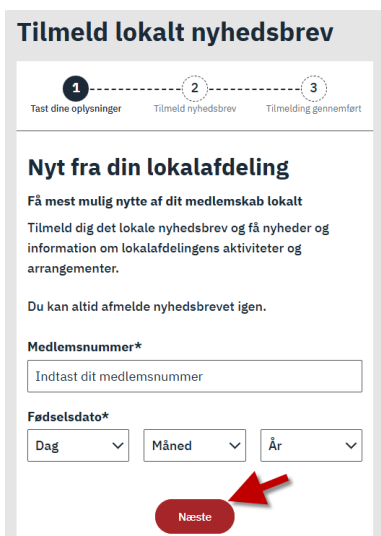 Tilmeld lokalt nyhedsbrev
1 2 3
Tast dine oplysninger Tilmeld nyhedsbrev Tilmelding gennemført
Nyt fra din lokalafdeling
Få mest mulig nytte af dit medlemskab lokalt
Tilmeld dig det lokale nyhedsbrev og få nyheder og
information om lokalafdelingens aktiviteter og
arrangementer.
Du kan altid afmelde nyhedsbrevet igen.
Medlemsnummer*
Indtast dit medlemsnummer
Fødselsdato*
Dag Måned År
Næste